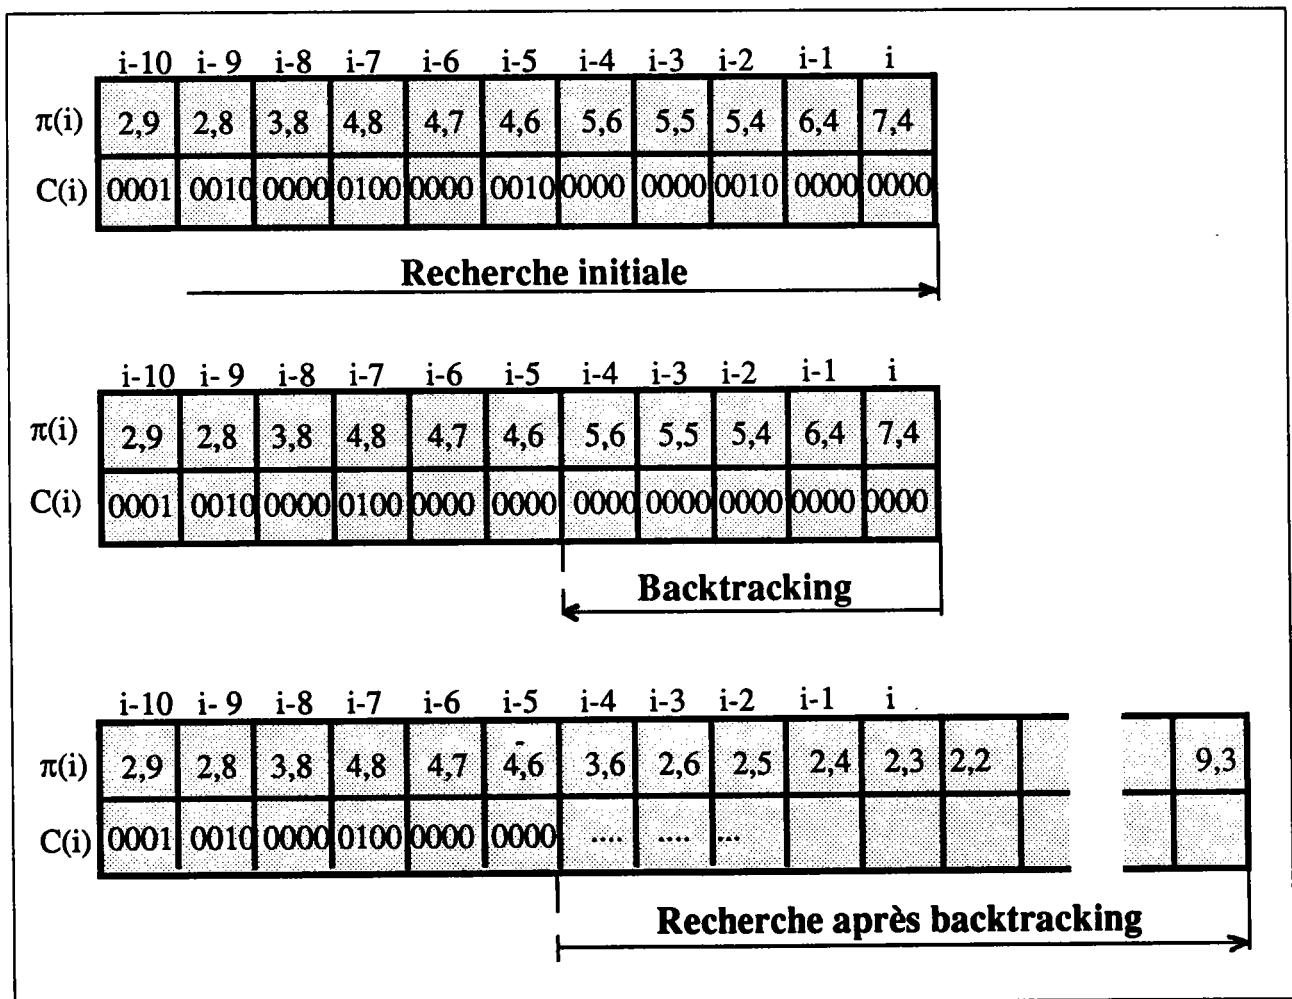 i-10 i- 9 i-8 i-7 i-6 i-5 i-4 i-3 i-2 i-1 i
π(i) 2,9 2,8 3,8 4,8 4,7 4,6 5,6 5,5 5,4 6,4 7,4
C(i) 0001 0010 0000 0100 0000 0010 0000 0000 0010 0000 0000
Recherche initiale
i-10 i- 9 i-8 i-7 i-6 i-5 i-4 i-3 i-2 i-1 i
π(i) 2,9 2,8 3,8 4,8 4,7 4,6 5,6 5,5 5,4 6,4 7,4
C(i) 0001 0010 0000 0100 0000 0000 0000 0000 0000 0000 0000
Backtracking
i-10 i- 9 i-8 i-7 i-6 i-5 i-4 i-3 i-2 i-1 i
π(i) 2,9 2,8 3,8 4,8 4,7 4,6 3,6 2,6 2,5 2,4 2,3 2,2 9,3
C(i) 0001 0010 0000 0100 0000 0000 .... .... ...
Recherche après backtracking